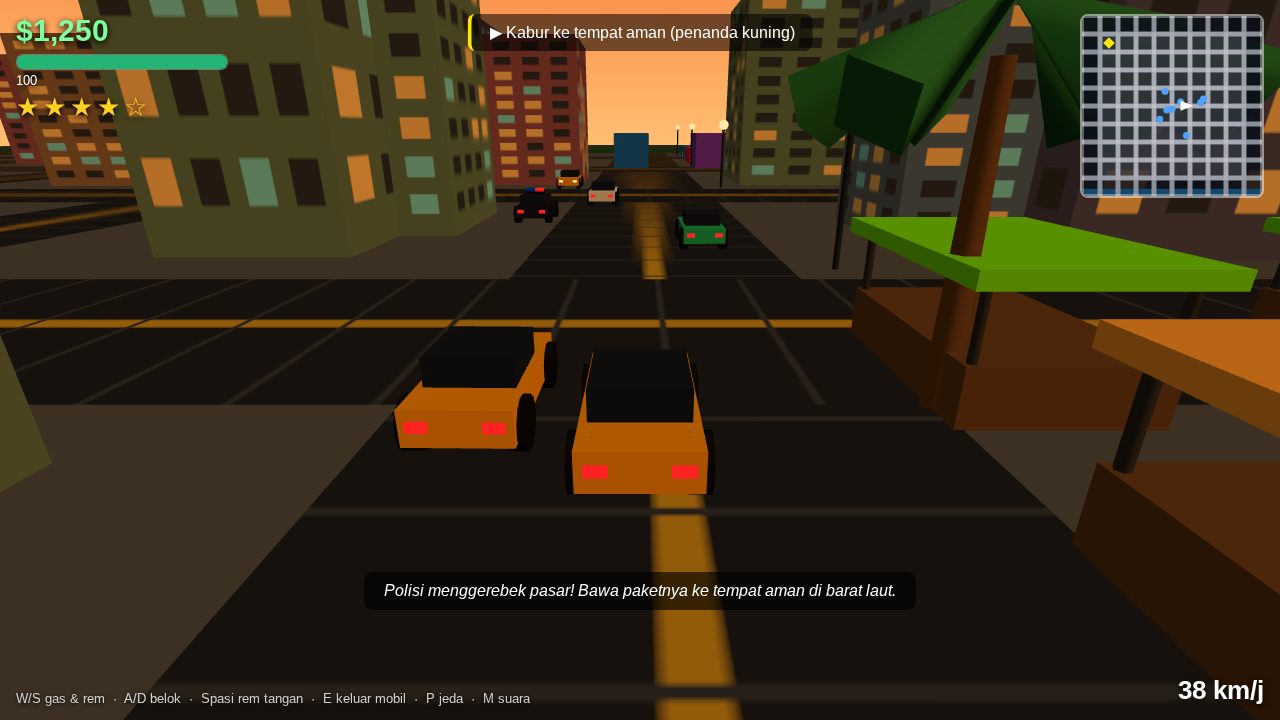 $1,250
▶ Kabur ke tempat aman (penanda kuning)
100
★★★★☆
Polisi menggerebek pasar! Bawa paketnya ke tempat aman di barat laut.
W/S gas & rem · A/D belok · Spasi rem tangan · E keluar mobil · P jeda · M suara
38 km/j